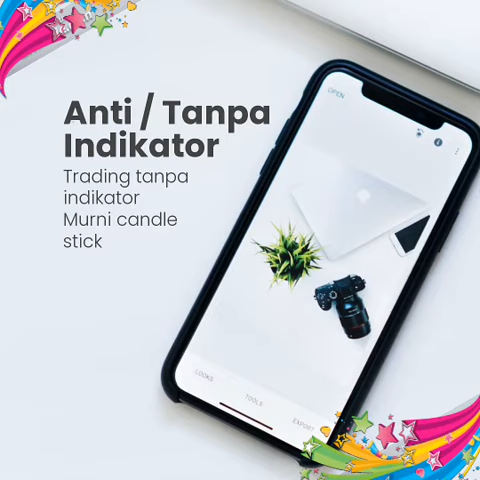 Anti / Tanpa
Indikator
Trading tanpa
indikator
Murni candle
stick
OPEN
LOOKS
TOOLS
EXPORT